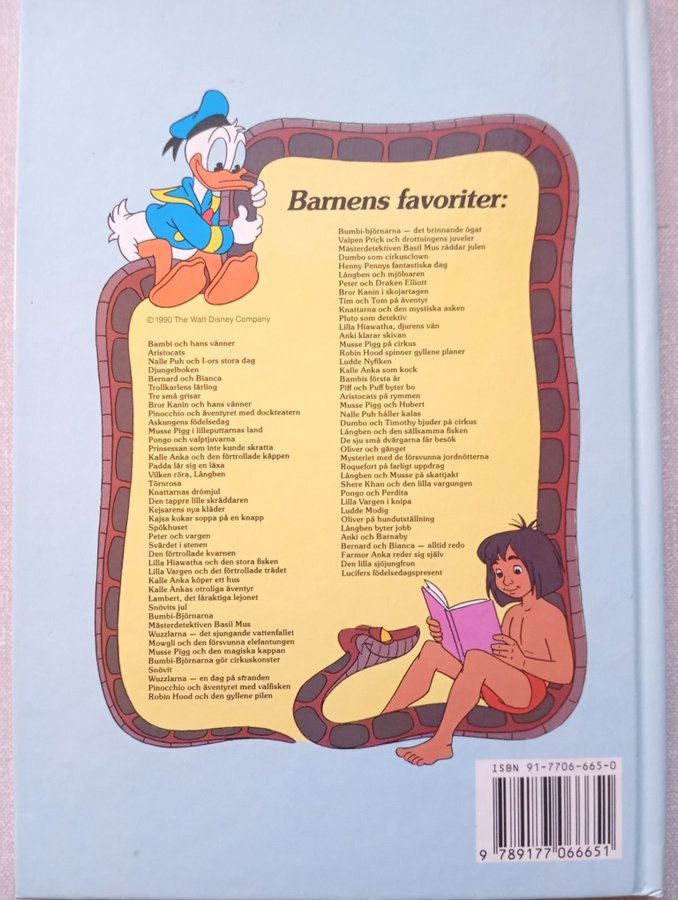 Barnens favoriter:
© 1990 The Walt Disney Company
Bambi och hans vänner
Aristocats
Nalle Puh och I-ors stora dag
Djungelboken
Bernard och Bianca
Trollkarlens lärling
Tre små grisar
Bror Kanin och hans vänner
Pinocchio och äventyret med dockteatern
Askungens födelsedag
Musse Pigg i lilleputtarnas land
Pongo och valptjuvarna
Prinsessan som inte kunde skratta
Kalle Anka och den förtrollade käppen
Padda lär sig en läxa
Vilken röra, Långben
Törnrosa
Knattarnas drömjul
Den tappre lille skräddaren
Kejsarens nya kläder
Kajsa kokar soppa på en knapp
Spökhuset
Peter och vargen
Svärdet i stenen
Den förtrollade kvarnen
Lilla Hiawatha och den stora fisken
Lilla Vargen och det förtrollade trädet
Kalle Anka köper ett hus
Kalle Ankas otroliga äventyr
Lambert, det fåraktiga lejonet
Snövits jul
Bumbi-Björnarna
Mästerdetektiven Basil Mus
Wuzzlarna — det sjungande vattenfallet
Mowgli och den försvunna elefantungen
Musse Pigg och den magiska kappan
Bumbi-Björnarna gör cirkuskonster
Snövit
Wuzzlarna — en dag på stranden
Pinocchio och äventyret med valfisken
Robin Hood och den gyllene pilen
Bumbi-björnarna — det brinnande ögat
Valpen Prick och drottningens juveler
Mästerdetektiven Basil Mus räddar julen
Dumbo som cirkusclown
Henny Pennys fantastiska dag
Långben och mjölnaren
Peter och Draken Elliott
Bror Kanin i skojartagen
Tim och Tom på äventyr
Knattarna och den mystiska asken
Pluto som detektiv
Lilla Hiawatha, djurens vän
Anki klarar skivan
Musse Pigg på cirkus
Robin Hood spinner gyllene planer
Ludde Nyfiken
Kalle Anka som kock
Bambis första år
Piff och Puff byter bo
Aristocats på rymmen
Musse Pigg och Hubert
Nalle Puh håller kalas
Dumbo och Timothy bjuder på cirkus
Långben och den sällsamma fisken
De sju små dvärgarna får besök
Oliver och gänget
Mysteriet med de försvunna jordnötterna
Roquefort på farligt uppdrag
Långben och Musse på skattjakt
Shere Khan och den lilla vargungen
Pongo och Perdita
Lilla Vargen i knipa
Ludde Modig
Oliver på hundutställning
Långben byter jobb
Anki och Barnaby
Bernard och Bianca — alltid redo
Farmor Anka reder sig själv
Den lilla sjöjungfrun
Lucifers födelsedagspresent
ISBN 91-7706-665-0
9 789177 066651